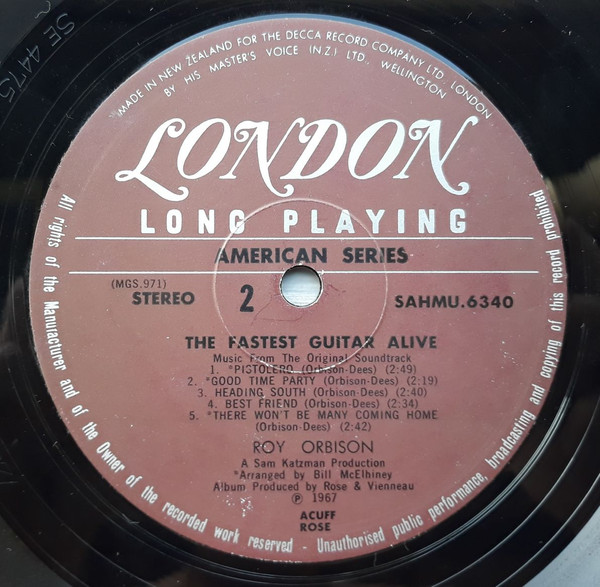 SE 4475
MADE IN NEW ZEALAND FOR THE DECCA RECORD COMPANY LTD. LONDON
BY HIS MASTER'S VOICE (N.Z.) LTD., WELLINGTON
LONDON
LONG PLAYING
AMERICAN SERIES
(MGS.971)
STEREO 2 SAHMU.6340
THE FASTEST GUITAR ALIVE
Music From The Original Soundtrack
1. *PISTOLERO (Orbison-Dees) (2:49)
2. *GOOD TIME PARTY (Orbison-Dees) (2:19)
3. HEADING SOUTH (Orbison-Dees) (2:40)
4. BEST FRIEND (Orbison-Dees) (2:34)
5. *THERE WON'T BE MANY COMING HOME
(Orbison-Dees) (2:42)
ROY ORBISON
A Sam Katzman Production
*Arranged by Bill McElhiney
Album Produced by Rose & Vienneau
Ⓟ 1967
ACUFF
ROSE
All rights of the Manufacturer and of the Owner of the recorded work reserved - Unauthorised public performance, broadcasting and copying of this record prohibited